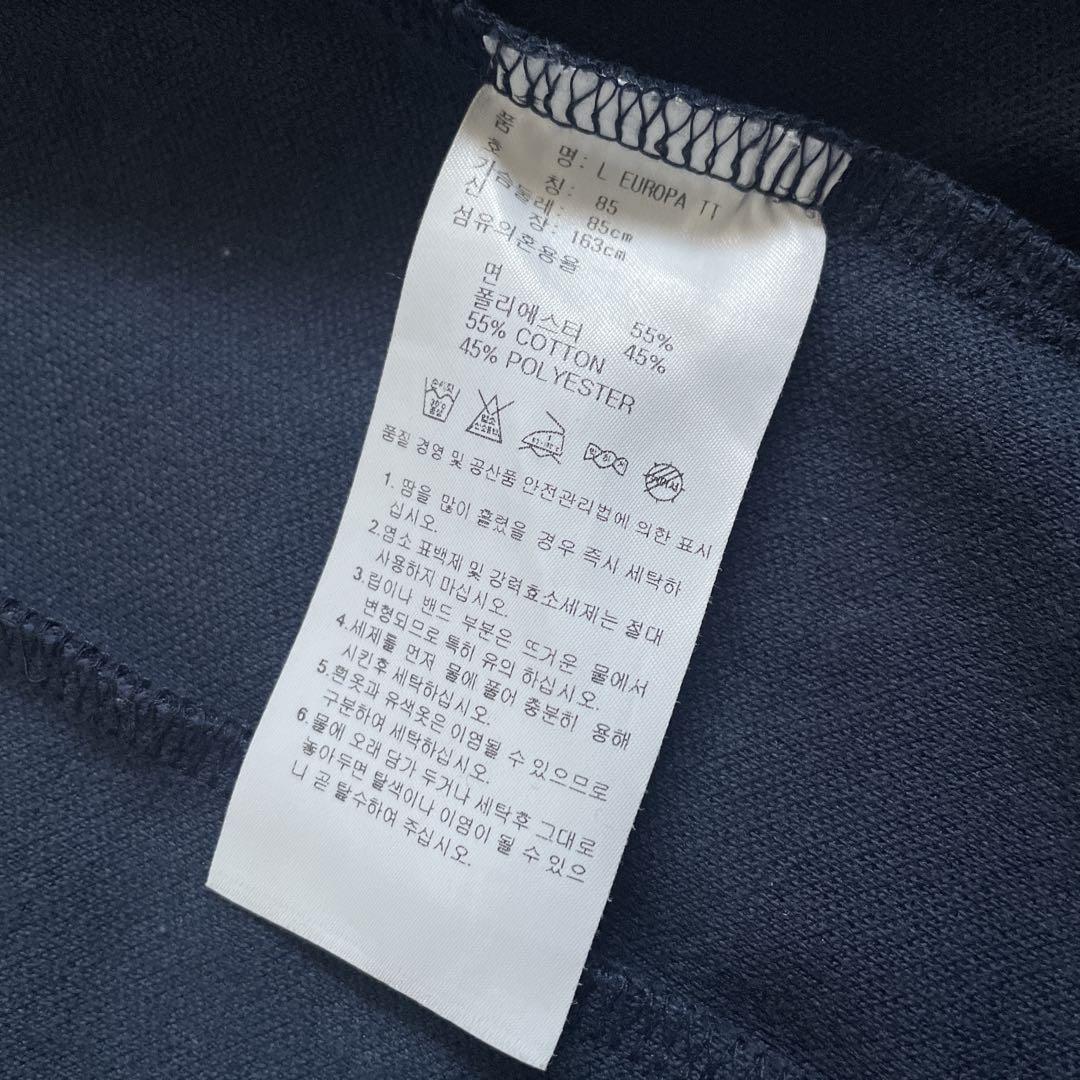 품 명: L EUROPA TT
호 칭: 85
가슴둘레: 85cm
신 장: 163cm
섬유의혼용율
면 55%
폴리에스터 45%
55% COTTON
45% POLYESTER
품질 경영 및 공산품 안전관리법에 의한 표시
1. 땀을 많이 흘렸을 경우 즉시 세탁하
십시오.
2.염소 표백제 및 강력효소세제는 절대
사용하지 마십시오.
3.립이나 밴드 부분은 뜨거운 물에서
변형되므로 특히 유의 하십시오.
4.세제를 먼저 물에 풀어 충분히 용해
시킨후 세탁하십시오.
5.흰옷과 유색옷은 이염될 수 있으므로
구분하여 세탁하십시오.
6.물에 오래 담가 두거나 세탁후 그대로
놓아두면 탈색이나 이염이 될 수 있으
니 곧 탈수하여 주십시오.